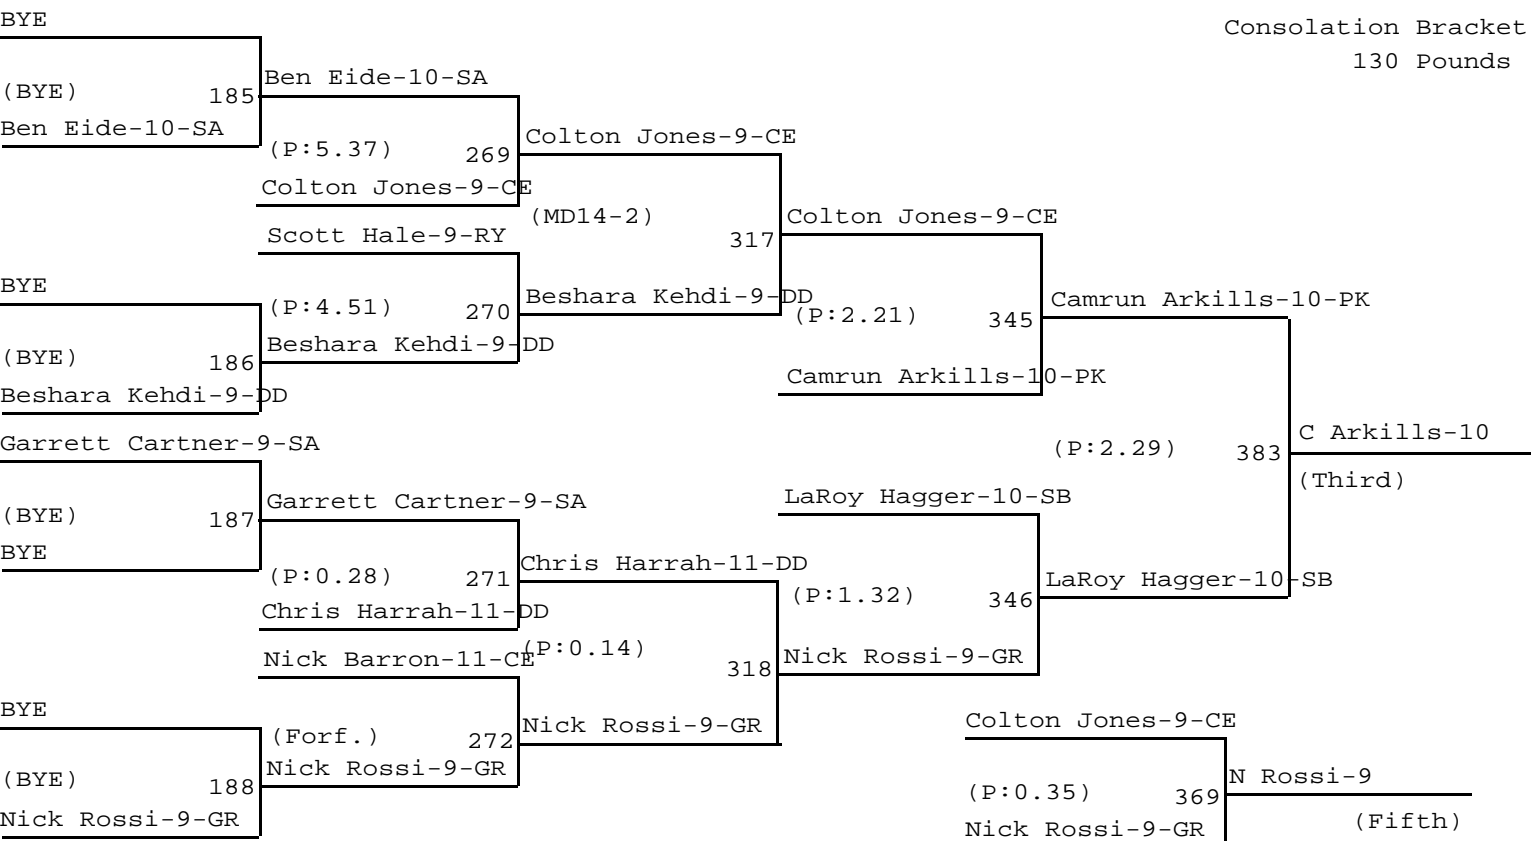 BYE
Consolation Bracket
130 Pounds
Ben Eide-10-SA
(BYE) 185
Ben Eide-10-SA
Colton Jones-9-CE
(P:5.37) 269
Colton Jones-9-CE
(MD14-2) 317
Colton Jones-9-CE
Scott Hale-9-RY
BYE
Beshara Kehdi-9-DD
(P:4.51) 270
(P:2.21) 345
Camrun Arkills-10-PK
Beshara Kehdi-9-DD
(BYE) 186
Beshara Kehdi-9-DD
Camrun Arkills-10-PK
Garrett Cartner-9-SA
(P:2.29) 383
C Arkills-10
(Third)
Garrett Cartner-9-SA
LaRoy Hagger-10-SB
(BYE) 187
BYE
Chris Harrah-11-DD
(P:0.28) 271
(P:1.32) 346
LaRoy Hagger-10-SB
Chris Harrah-11-DD
(P:0.14) 318
Nick Rossi-9-GR
Nick Barron-11-CE
BYE
Nick Rossi-9-GR
Colton Jones-9-CE
(Forf.) 272
Nick Rossi-9-GR
(BYE) 188
N Rossi-9
(P:0.35) 369
Nick Rossi-9-GR
Nick Rossi-9-GR
(Fifth)